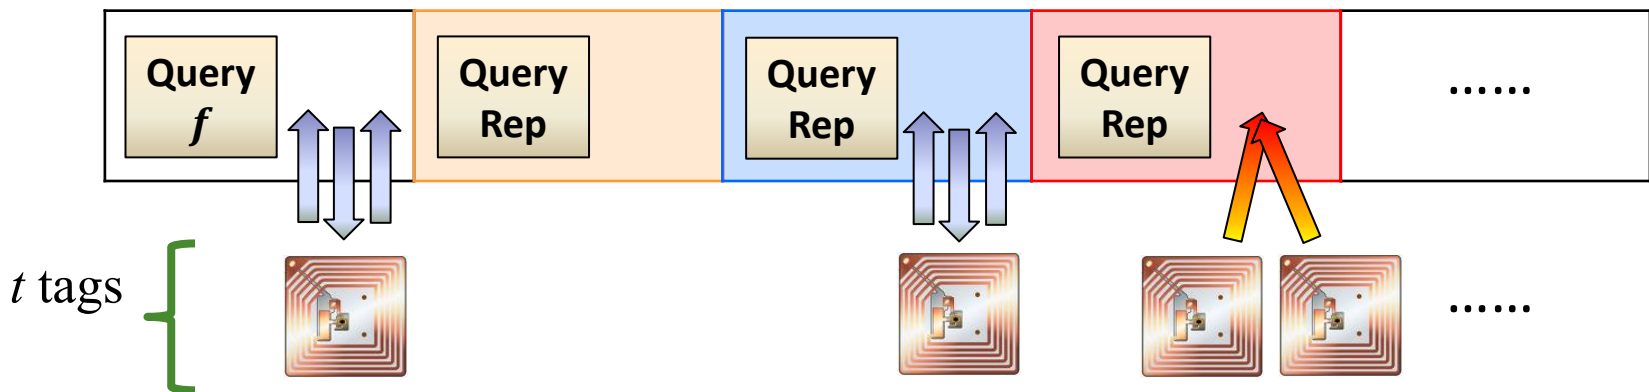 Query
f
Query
Rep
Query
Rep
Query
Rep
......
t tags
......